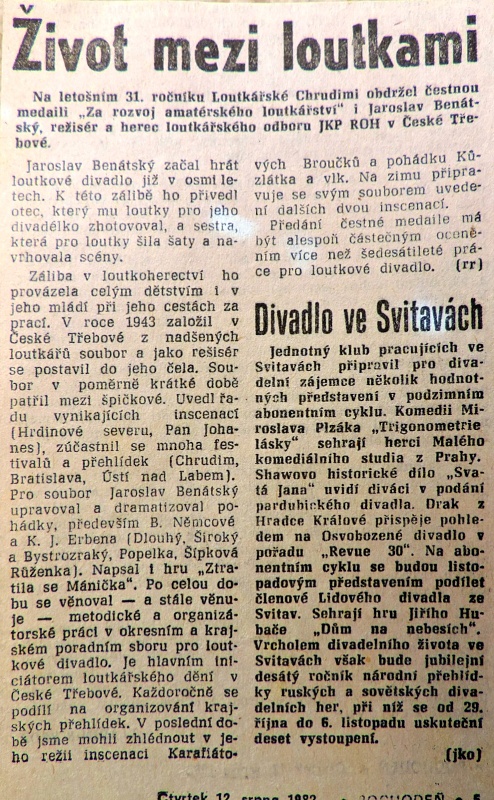 Život mezi loutkami
Na letošním 31. ročníku Loutkářské Chrudimi obdržel čestnou
medaili „Za rozvoj amatérského loutkářství" i Jaroslav Benát-
ský, režisér a herec loutkářského odboru JKP ROH v České Tře-
bové.
Jaroslav Benátský začal hrát
loutkové divadlo již v osmi le-
tech. K této zálibě ho přivedl
otec, který mu loutky pro jeho
divadélko zhotovoval, a sestra,
která pro loutky šila šaty a na-
vrhovala scény.
Záliba v loutkoherectví ho
provázela celým dětstvím i v
jeho mládí při jeho cestách za
prací. V roce 1943 založil v
České Třebové z nadšených
loutkářů soubor a jako režisér
se postavil do jeho čela. Sou-
bor v poměrně krátké době
patřil mezi špičkové. Uvedl řa-
du vynikajících inscenací
(Hrdinové severu, Pan Joha-
nes), zúčastnil se mnoha fes-
tivalů a přehlídek (Chrudim,
Bratislava, Ústí nad Labem).
Pro soubor Jaroslav Benátský
upravoval a dramatizoval po-
hádky, především B. Němcové
a K. J. Erbena (Dlouhý, Široký
a Bystrozraký, Popelka, Šípková
Růženka). Napsal i hru „Ztra-
tila se Mánička". Po celou do-
bu se věnoval — a stále věnu-
je — metodické a organizá-
torské práci v okresním a kraj-
ském poradním sboru pro lout-
kové divadlo. Je hlavním ini-
ciátorem loutkářského dění v
České Třebové. Každoročně se
podílí na organizování kraj-
ských přehlídek. V poslední do-
bě jsme mohli zhlédnout v je-
ho režii inscenaci Karafiáto-
vých Broučků a pohádku Ků-
zlátka a vlk. Na zimu připra-
vuje se svým souborem uvede-
ní dalších dvou inscenací.
Předání čestné medaile má
být alespoň částečným oceně-
ním více než šedesátileté prá-
ce pro loutkové divadlo. (rr)
Divadlo ve Svitavách
Jednotný klub pracujících ve
Svitavách připravil pro diva-
delní zájemce několik hodnot-
ných představení v podzimním
abonentním cyklu. Komedii Mi-
roslava Plzáka „Trigonometrie
lásky" sehrají herci Malého
komediálního studia z Prahy.
Shawovo historické dílo „Sva-
tá Jana" uvidí diváci v podání
pardubického divadla. Drak z
Hradce Králové přispěje pohle-
dem na Osvobozené divadlo v
pořadu „Revue 30". Na abo-
nentním cyklu se budou listo-
padovým představením podílet
členové Lidového divadla ze
Svitav. Sehrají hru Jiřího Hu-
bače „Dům na nebesích".
Vrcholem divadelního života ve
Svitavách však bude jubilejní
desátý ročník národní přehlíd-
ky ruských a sovětských diva-
delních her, při níž se od 29.
října do 6. listopadu uskuteční
deset vystoupení.
(jko)
Čtvrtek 12. srpna 1982